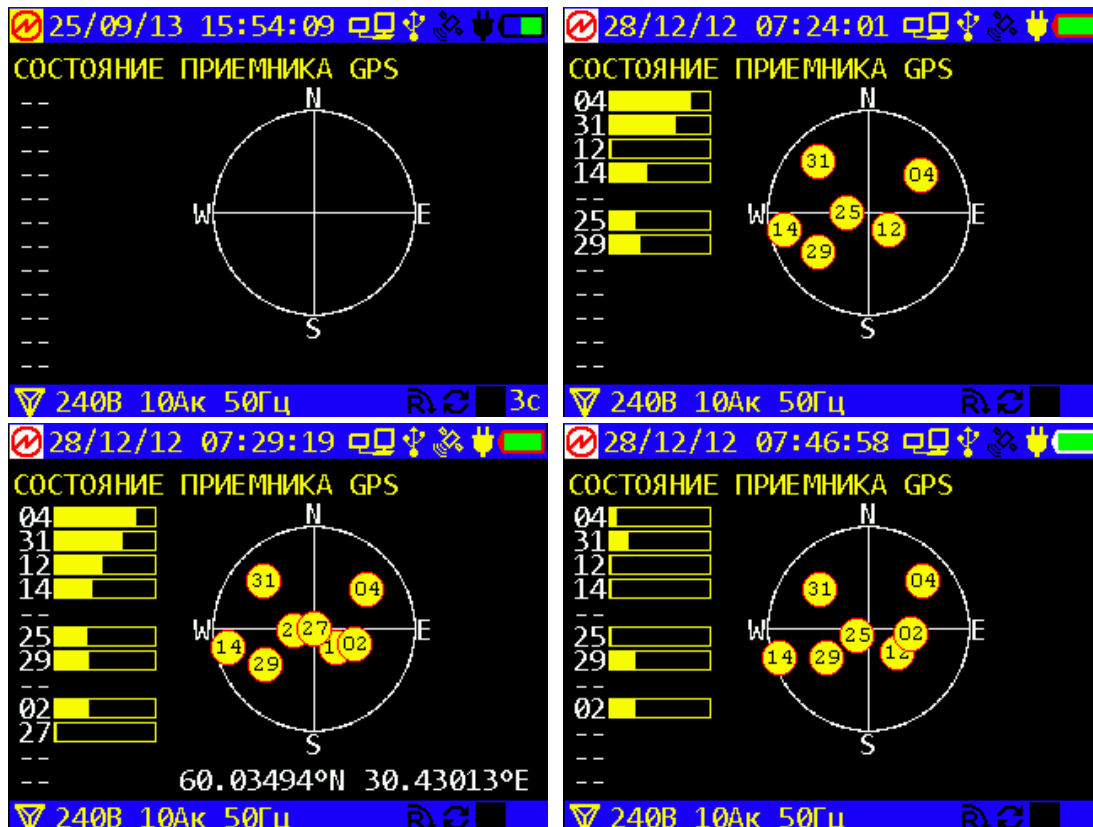 25/09/13 15:54:09
СОСТОЯНИЕ ПРИЕМНИКА GPS
--
--
--
--
--
--
--
--
--
--
--
--
N
W
E
S
240В 10Ак 50Гц
3с
28/12/12 07:24:01
СОСТОЯНИЕ ПРИЕМНИКА GPS
04
31
12
14
--
25
29
--
--
--
--
--
N
31
04
W
25
E
14
12
29
S
240В 10Ак 50Гц
28/12/12 07:29:19
СОСТОЯНИЕ ПРИЕМНИКА GPS
04
31
12
14
--
25
29
--
02
27
--
--
N
31
04
W
2
27
E
14
1
02
29
S
60.03494°N 30.43013°E
240В 10Ак 50Гц
28/12/12 07:46:58
СОСТОЯНИЕ ПРИЕМНИКА GPS
04
31
12
14
--
25
29
--
02
--
--
--
N
31
04
W
25
02
E
14
29
12
S
240В 10Ак 50Гц